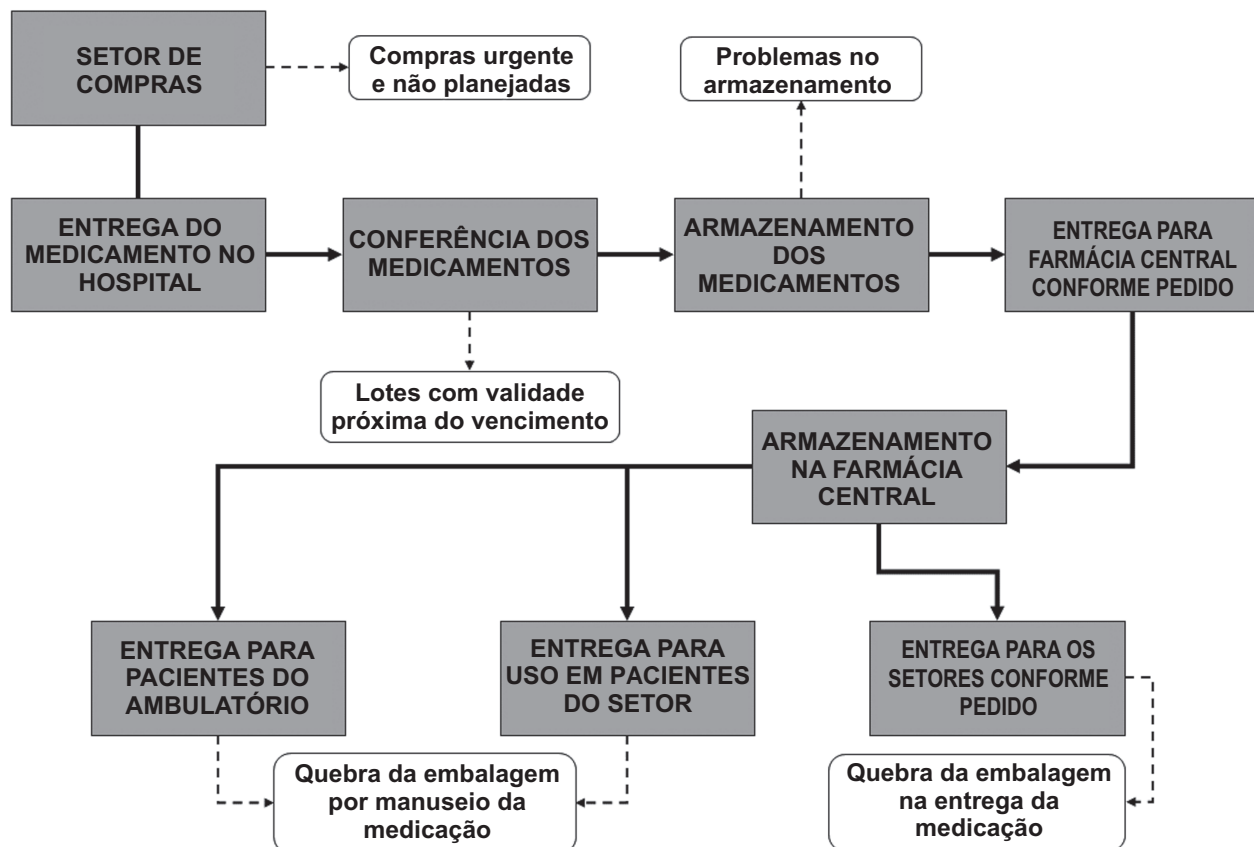 SETOR DE
COMPRAS
Compras urgente
e não planejadas
Problemas no
armazenamento
ENTREGA DO
MEDICAMENTO NO
HOSPITAL
CONFERÊNCIA DOS
MEDICAMENTOS
ARMAZENAMENTO
DOS
MEDICAMENTOS
ENTREGA PARA
FARMÁCIA CENTRAL
CONFORME PEDIDO
Lotes com validade
próxima do vencimento
ARMAZENAMENTO
NA FARMÁCIA
CENTRAL
ENTREGA PARA
PACIENTES DO
AMBULATÓRIO
ENTREGA PARA
USO EM PACIENTES
DO SETOR
ENTREGA PARA OS
SETORES CONFORME
PEDIDO
Quebra da embalagem
por manuseio da
medicação
Quebra da embalagem
na entrega da
medicação